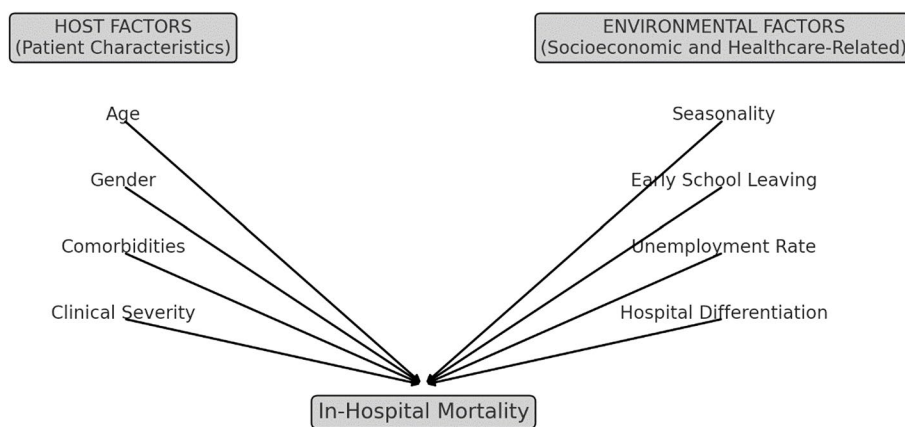 HOST FACTORS
(Patient Characteristics)
ENVIRONMENTAL FACTORS
(Socioeconomic and Healthcare-Related)
Age
Seasonality
Gender
Early School Leaving
Comorbidities
Unemployment Rate
Clinical Severity
Hospital Differentiation
In-Hospital Mortality